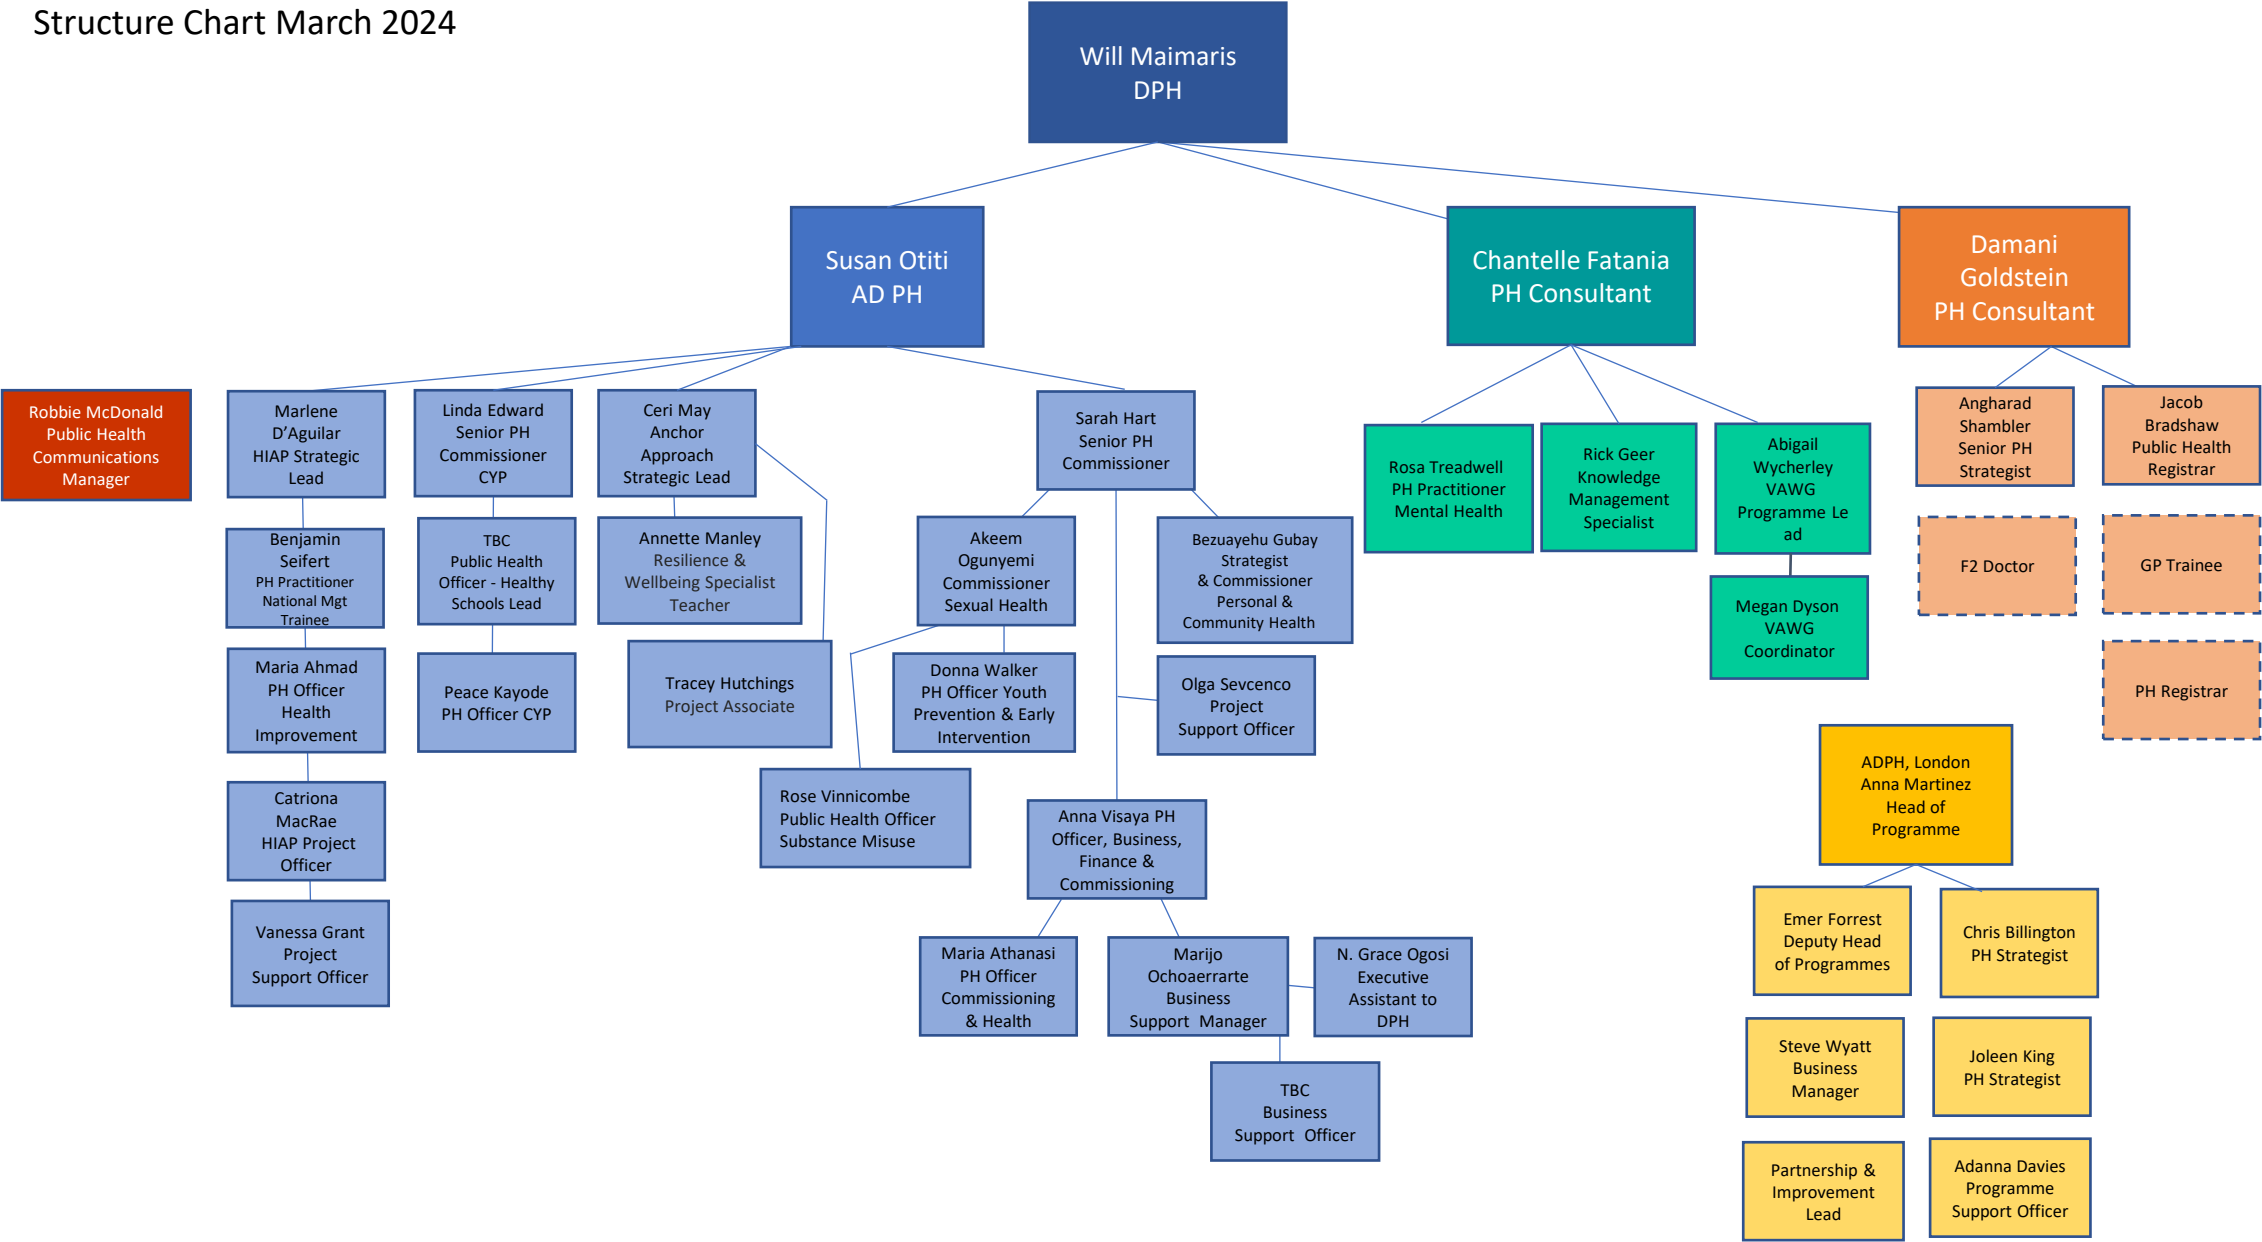 Structure Chart March 2024
Will Maimaris
DPH
Susan Otiti
AD PH
Chantelle Fatania
PH Consultant
Damani
Goldstein
PH Consultant
Robbie McDonald
Public Health
Communications
Manager
Marlene
D’Aguilar
HIAP Strategic
Lead
Linda Edward
Senior PH
Commissioner
CYP
Ceri May
Anchor
Approach
Strategic Lead
Sarah Hart
Senior PH
Commissioner
Rosa Treadwell
PH Practitioner
Mental Health
Rick Geer
Knowledge
Management
Specialist
Abigail
Wycherley
VAWG
Programme Le
ad
Angharad
Shambler
Senior PH
Strategist
Jacob
Bradshaw
Public Health
Registrar
Benjamin
Seifert
PH Practitioner
National Mgt
Trainee
TBC
Public Health
Officer - Healthy
Schools Lead
Annette Manley
Resilience &
Wellbeing Specialist
Teacher
Akeem
Ogunyemi
Commissioner
Sexual Health
Bezuayehu Gubay
Strategist
& Commissioner
Personal &
Community Health
F2 Doctor
GP Trainee
Megan Dyson
VAWG
Coordinator
Maria Ahmad
PH Officer
Health
Improvement
Peace Kayode
PH Officer CYP
Tracey Hutchings
Project Associate
Donna Walker
PH Officer Youth
Prevention & Early
Intervention
Olga Sevcenco
Project
Support Officer
PH Registrar
Catriona
MacRae
HIAP Project
Officer
Rose Vinnicombe
Public Health Officer
Substance Misuse
Anna Visaya PH
Officer, Business,
Finance &
Commissioning
ADPH, London
Anna Martinez
Head of
Programme
Vanessa Grant
Project
Support Officer
Maria Athanasi
PH Officer
Commissioning
& Health
Marijo
Ochoaerrarte
Business
Support Manager
N. Grace Ogosi
Executive
Assistant to
DPH
Emer Forrest
Deputy Head
of Programmes
Chris Billington
PH Strategist
TBC
Business
Support Officer
Steve Wyatt
Business
Manager
Joleen King
PH Strategist
Partnership &
Improvement
Lead
Adanna Davies
Programme
Support Officer